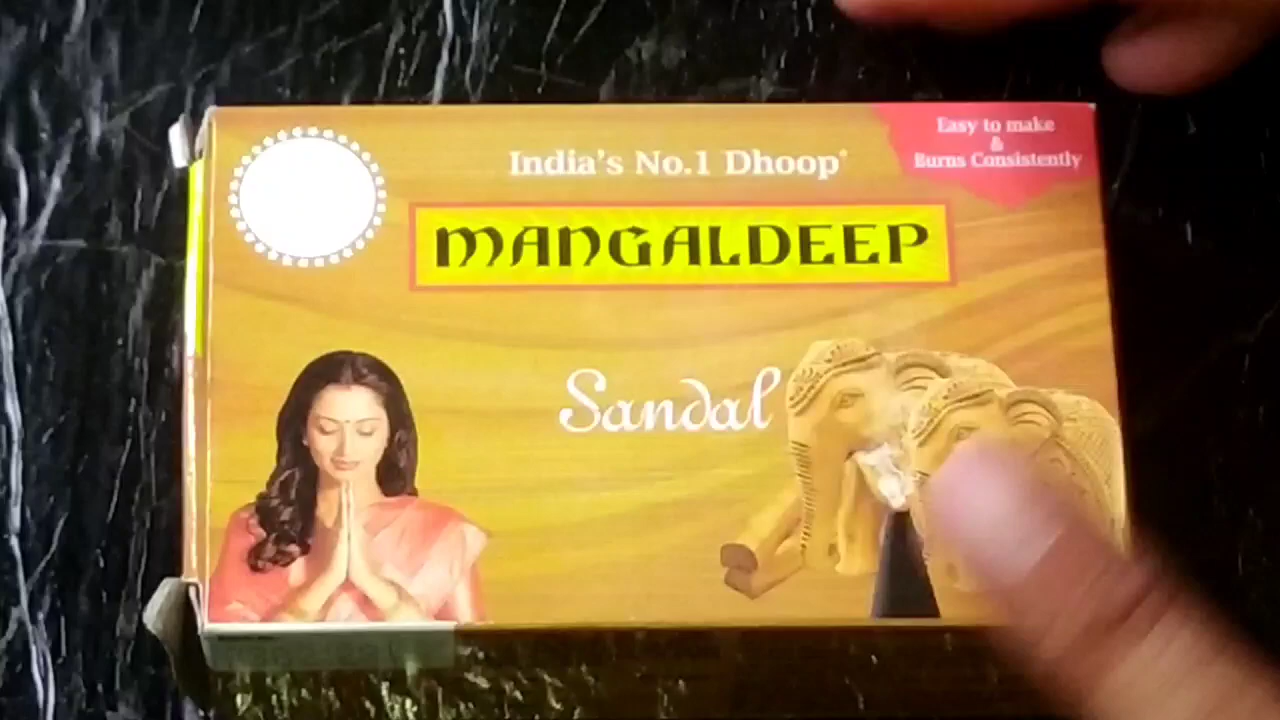 India's No.1 Dhoop*
Easy to make
&
Burns Consistently
MANGALDEEP
Sandal